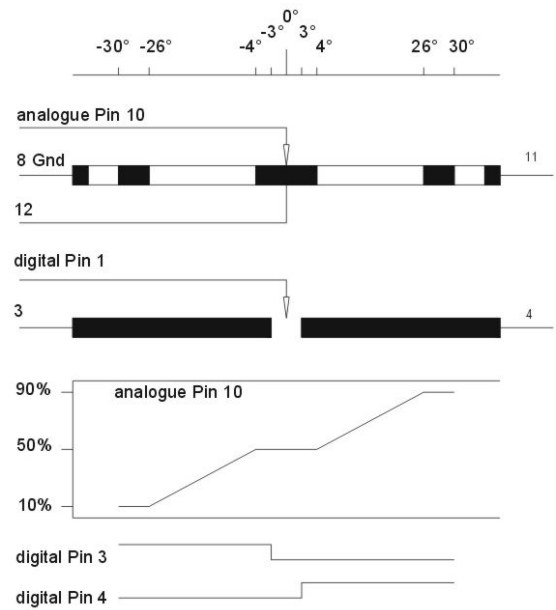 0°
-3° 3°
-30° -26° -4° 4° 26° 30°
analogue Pin 10
8 Gnd 11
12
digital Pin 1
3 4
90% analogue Pin 10
50%
10%
digital Pin 3
digital Pin 4